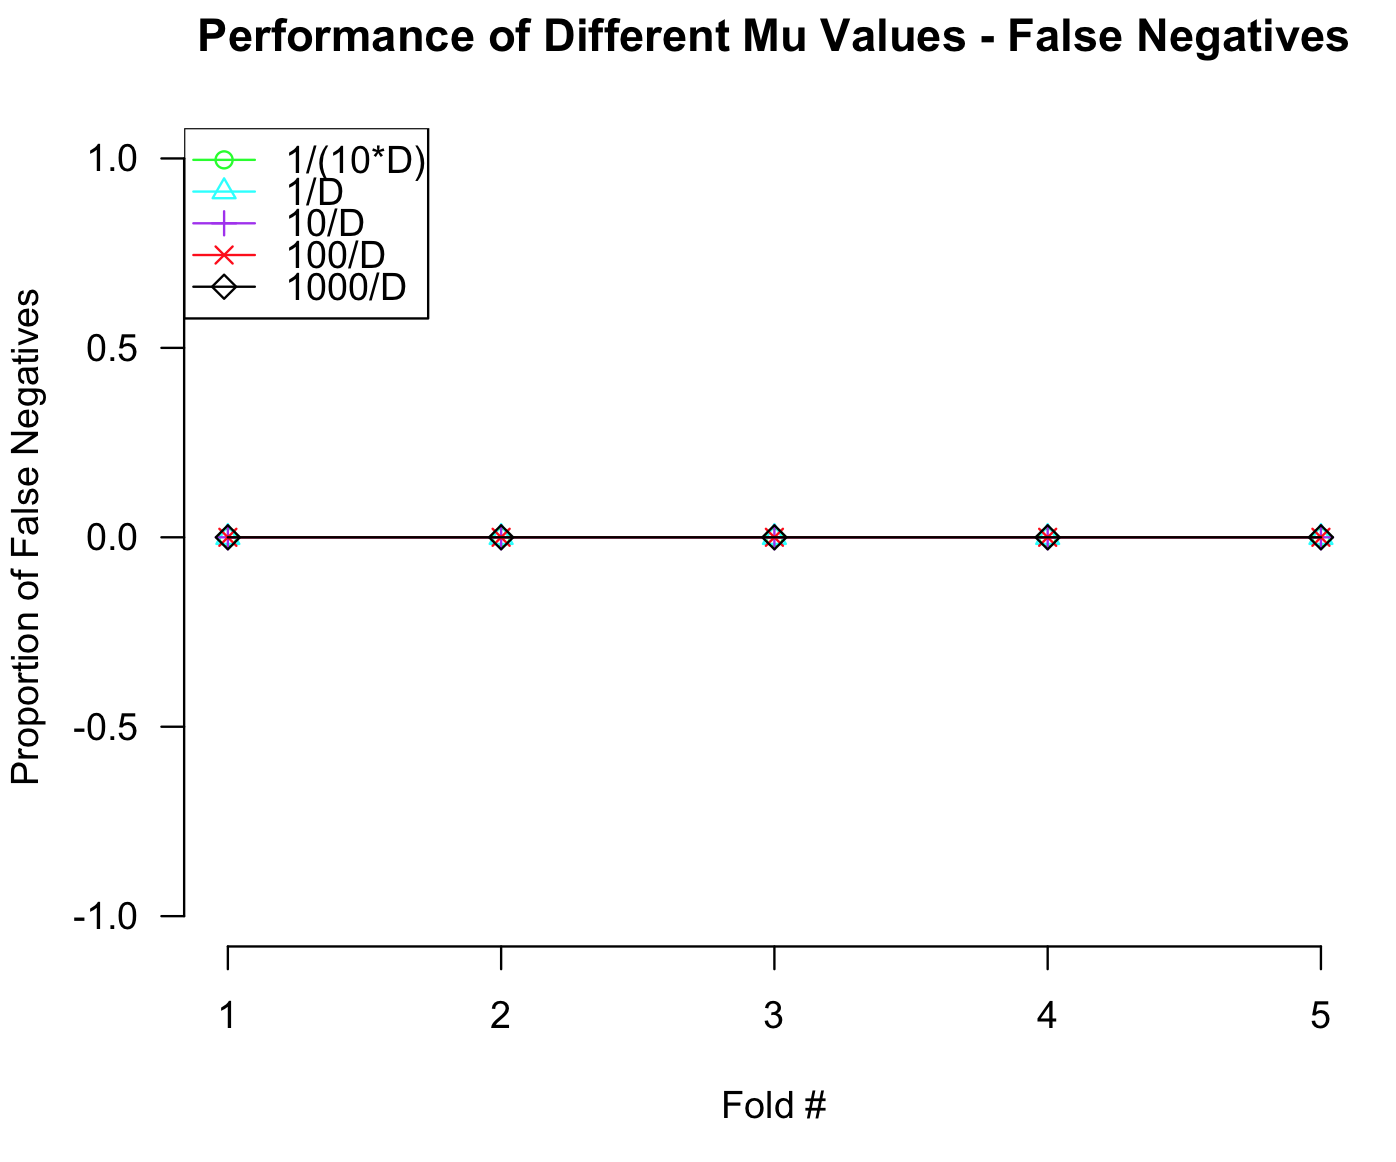 Performance of Different Mu Values - False Negatives
1/(10*D)
1/D
10/D
100/D
1000/D
Proportion of False Negatives
1.0
0.5
0.0
-0.5
-1.0
1 2 3 4 5
Fold #